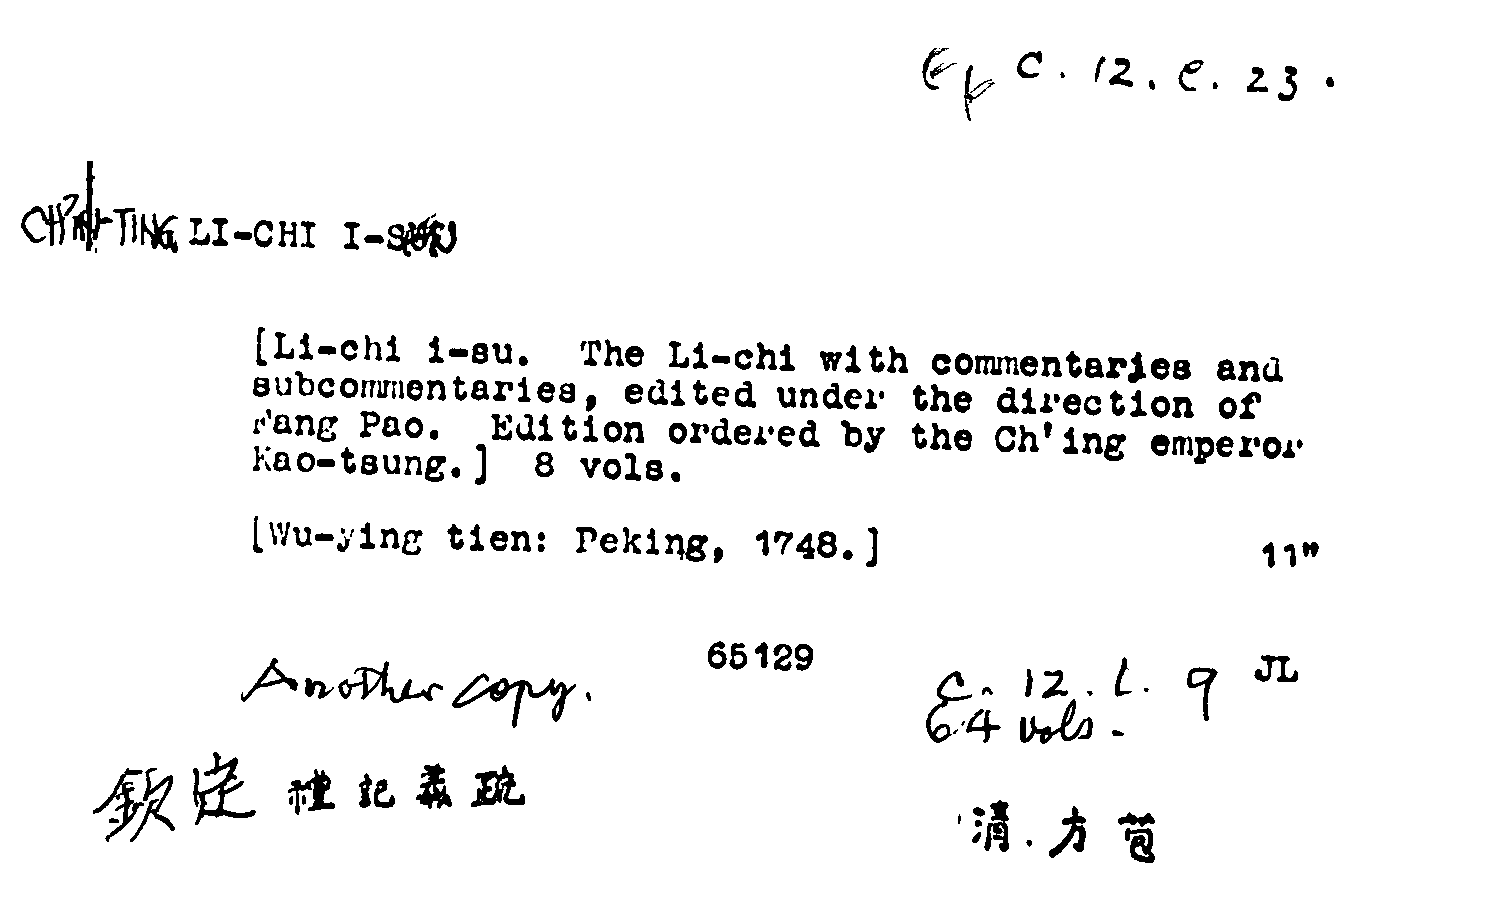 C. 12. e. 23.
CH'IN-TING LI-CHI I-SU
[Li-chi i-su. The Li-chi with commentaries and
subcommentaries, edited under the direction of
Fang Pao. Edition ordered by the Ch'ing emperor
Kao-tsung.] 8 vols.
[Wu-ying tien: Peking, 1748.] 11"
65129 JL
Another copy. C. 12. l. 9
64 vols.
欽定禮記義疏
清.方苞